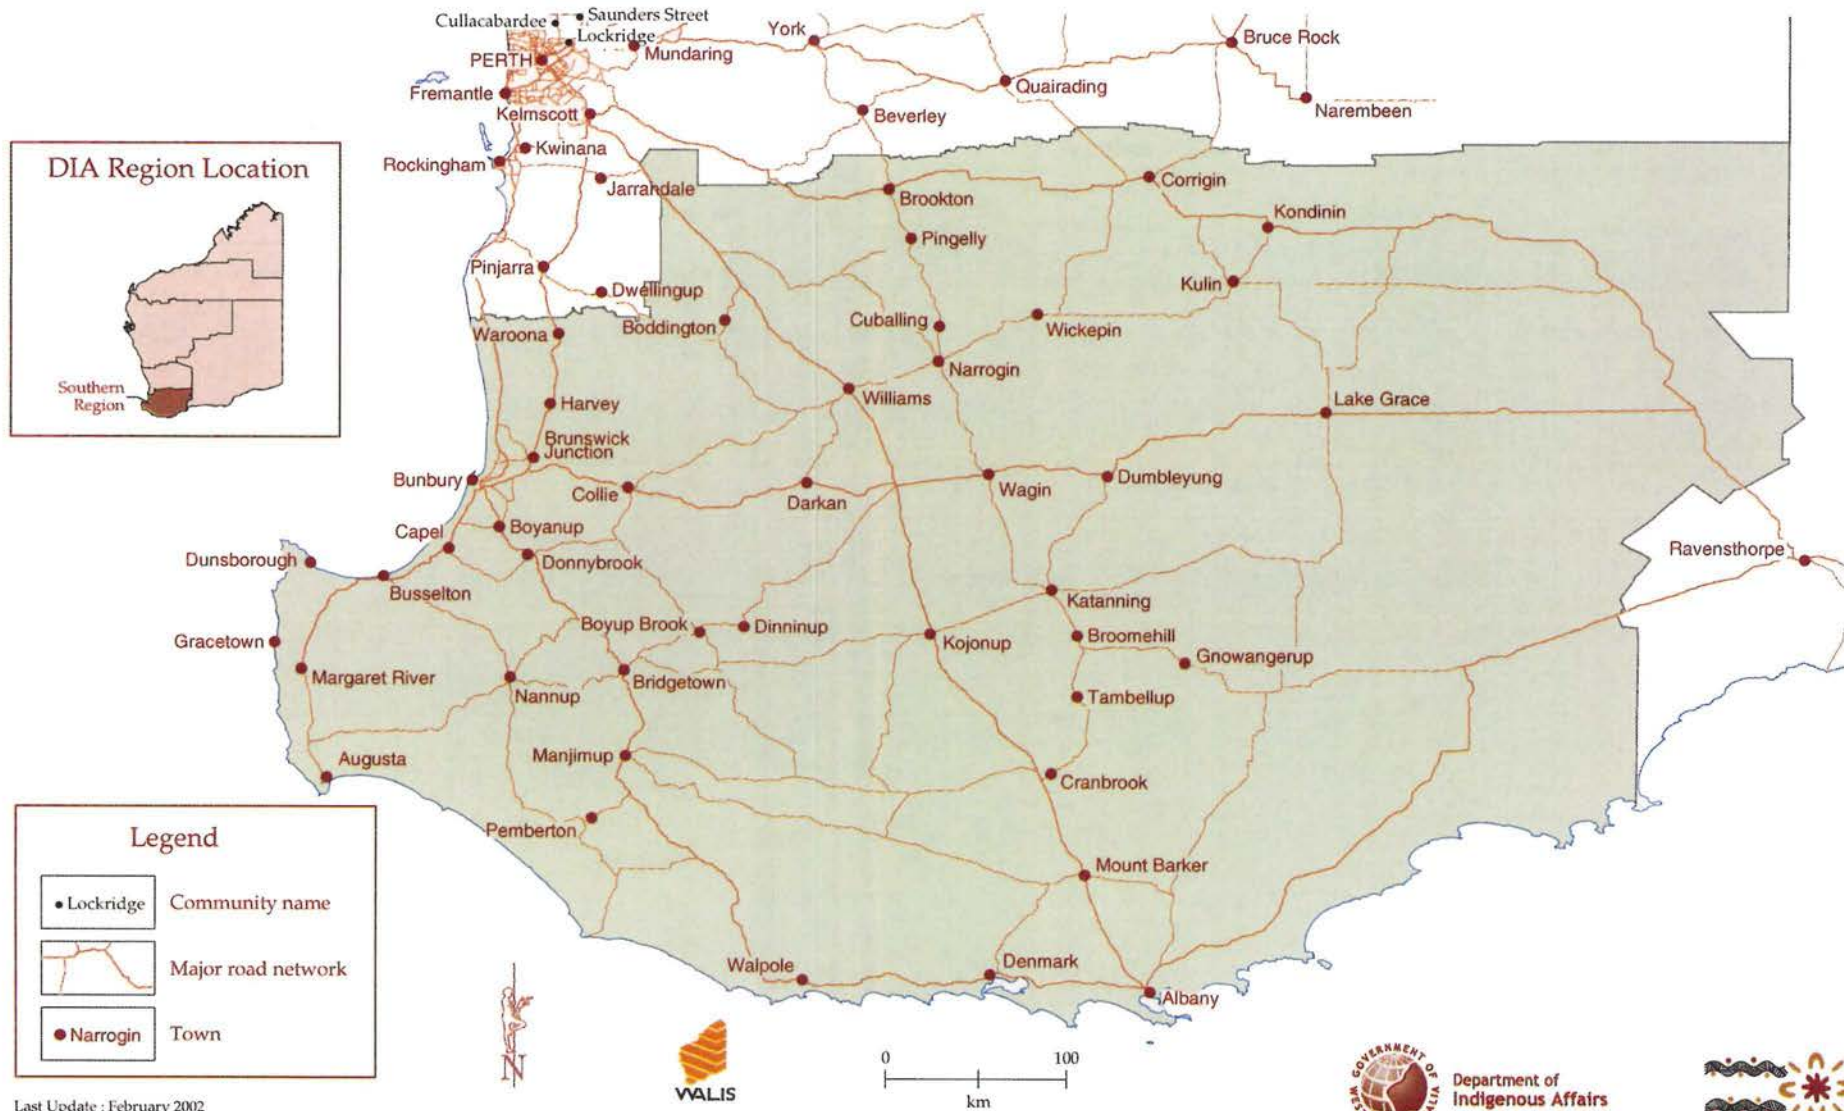 Cullacabardee
Saunders Street
Lockridge
PERTH
Mundaring
York
Bruce Rock
Fremantle
Kelmscott
Quairading
Beverley
Narembeen
Kwinana
Rockingham
Jarrahdale
Brookton
Corrigin
Kondinin
Pingelly
Pinjarra
Dwellingup
Kulin
Boddington
Cuballing
Wickepin
Waroona
Narrogin
Williams
Lake Grace
Harvey
Brunswick
Junction
Bunbury
Collie
Darkan
Wagin
Dumbleyung
Capel
Boyanup
Dunsborough
Donnybrook
Ravensthorpe
Busselton
Katanning
Boyup Brook
Dinninup
Broomehill
Gracetown
Kojonup
Gnowangerup
Margaret River
Nannup
Bridgetown
Tambellup
Augusta
Manjimup
Cranbrook
Pemberton
Mount Barker
Walpole
Denmark
Albany
DIA Region Location
Southern
Region
Legend
Lockridge
Community name
Major road network
Narrogin
Town
Last Update : February 2002
N
WALIS
0
100
km
GOVERNMENT OF
Department of
Indigenous Affairs